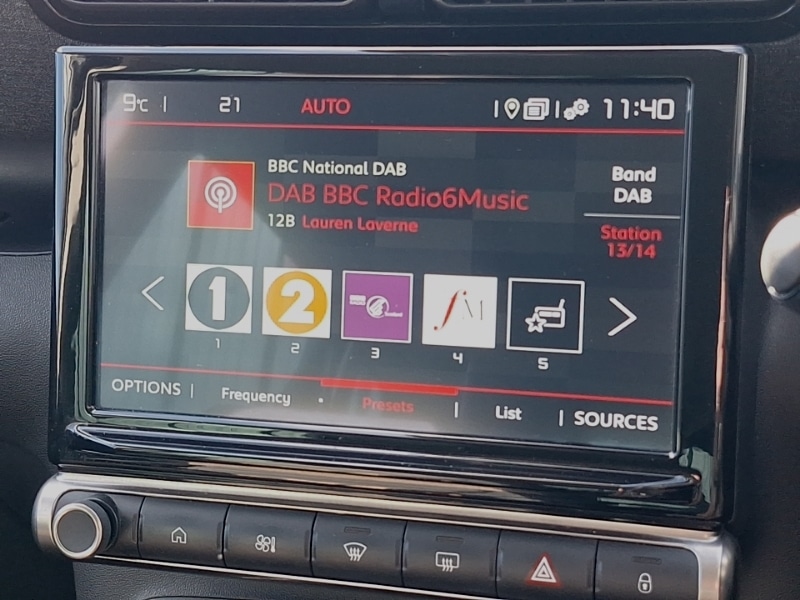 9°C | 21 AUTO 11:40
BBC National DAB
DAB BBC Radio6Music
12B Lauren Laverne
Band
DAB
Station
13/14
1 2 fM
1 2 3 4 5
OPTIONS | Frequency Presets | List | SOURCES